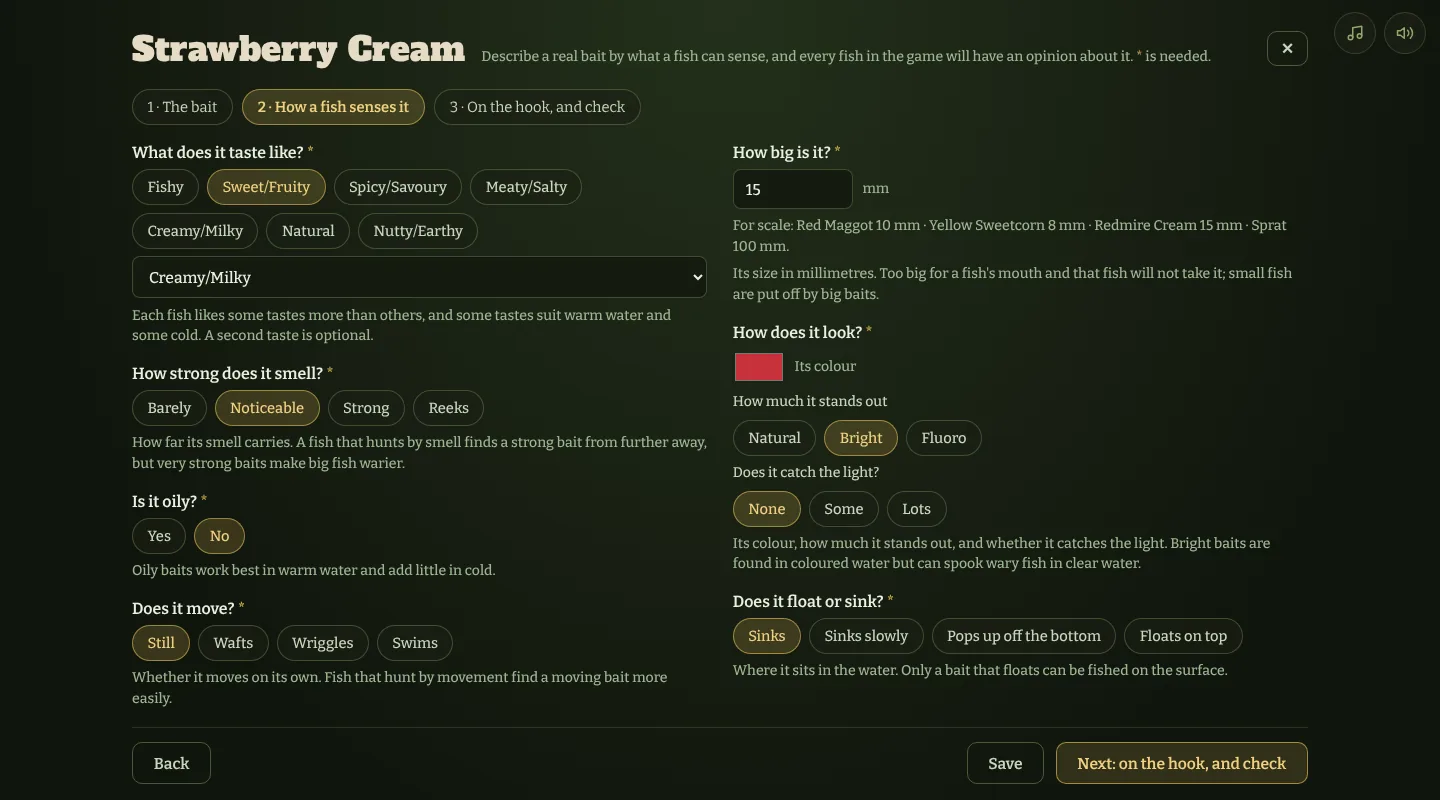 Strawberry Cream
Describe a real bait by what a fish can sense, and every fish in the game will have an opinion about it. * is needed.
×
1 · The bait
2 · How a fish senses it
3 · On the hook, and check
What does it taste like? *
Fishy
Sweet/Fruity
Spicy/Savoury
Meaty/Salty
Creamy/Milky
Natural
Nutty/Earthy
Creamy/Milky
Each fish likes some tastes more than others, and some tastes suit warm water and
some cold. A second taste is optional.
How strong does it smell? *
Barely
Noticeable
Strong
Reeks
How far its smell carries. A fish that hunts by smell finds a strong bait from further away,
but very strong baits make big fish warier.
Is it oily? *
Yes
No
Oily baits work best in warm water and add little in cold.
Does it move? *
Still
Wafts
Wriggles
Swims
Whether it moves on its own. Fish that hunt by movement find a moving bait more
easily.
How big is it? *
15
mm
For scale: Red Maggot 10 mm · Yellow Sweetcorn 8 mm · Redmire Cream 15 mm · Sprat
100 mm.
Its size in millimetres. Too big for a fish's mouth and that fish will not take it; small fish
are put off by big baits.
How does it look? *
Its colour
How much it stands out
Natural
Bright
Fluoro
Does it catch the light?
None
Some
Lots
Its colour, how much it stands out, and whether it catches the light. Bright baits are
found in coloured water but can spook wary fish in clear water.
Does it float or sink? *
Sinks
Sinks slowly
Pops up off the bottom
Floats on top
Where it sits in the water. Only a bait that floats can be fished on the surface.
Back
Save
Next: on the hook, and check